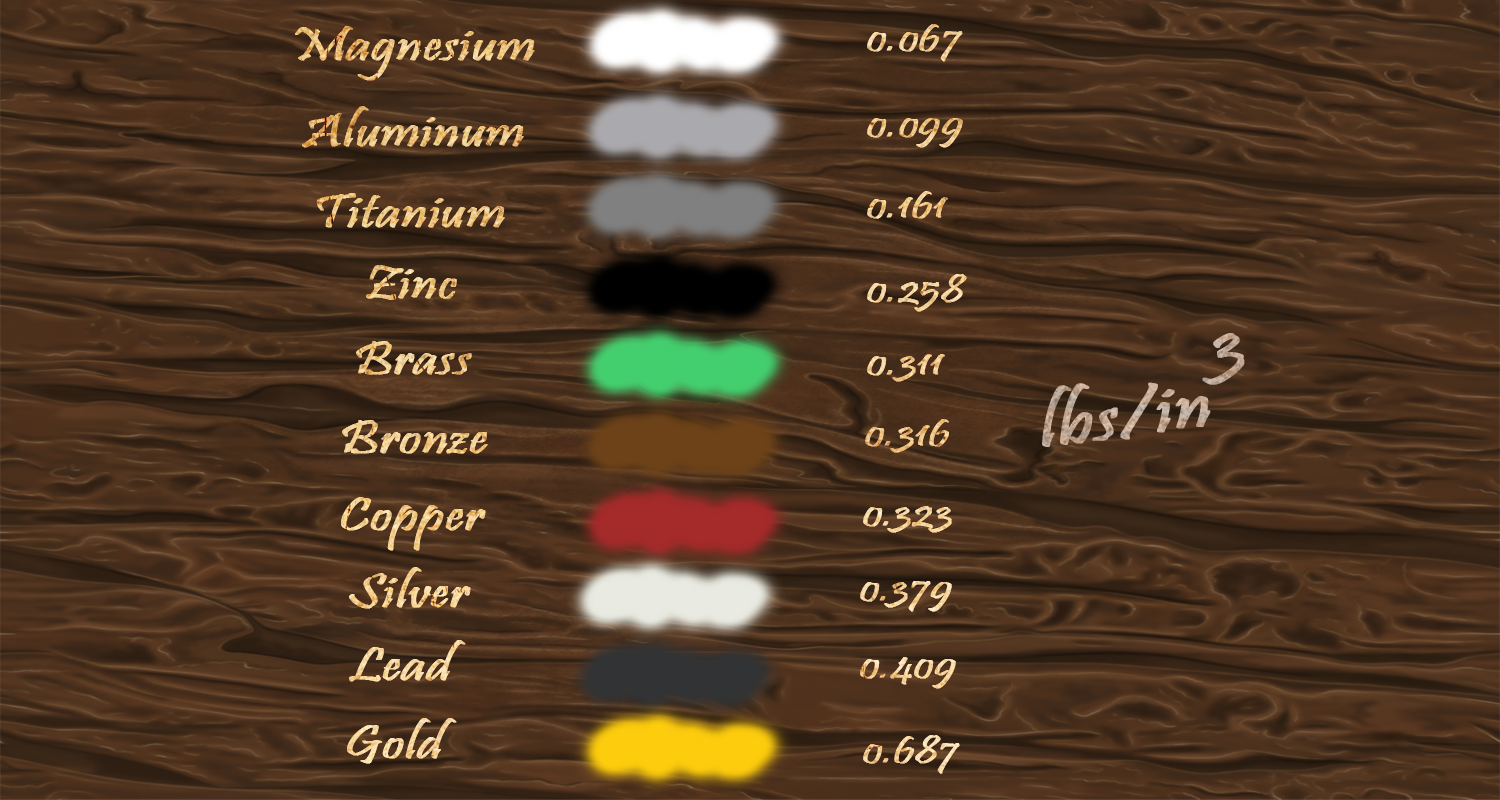 Magnesium 0.067
Aluminum 0.099
Titanium 0.161
Zinc 0.258
Brass 0.311
Bronze 0.316
lbs/in³
Copper 0.323
Silver 0.379
Lead 0.409
Gold 0.687